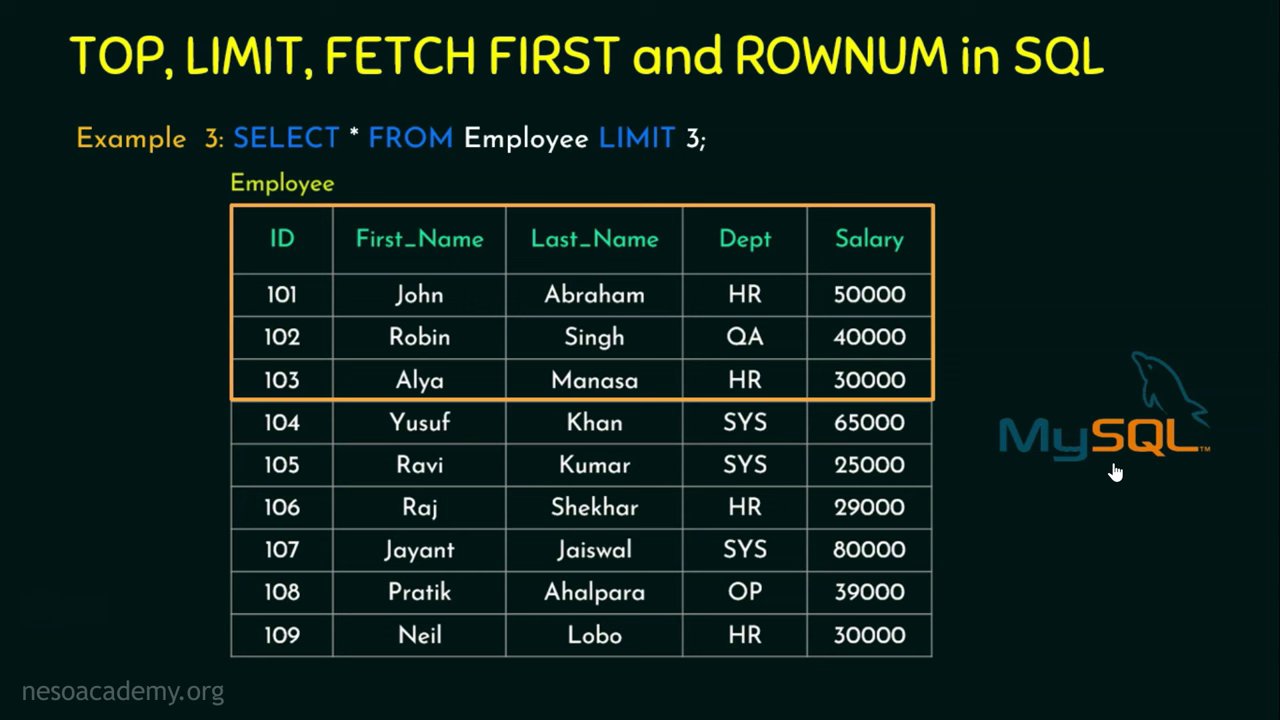 TOP, LIMIT, FETCH FIRST and ROWNUM in SQL
Example 3: SELECT * FROM Employee LIMIT 3;
Employee
ID First_Name Last_Name Dept Salary
101 John Abraham HR 50000
102 Robin Singh QA 40000
103 Alya Manasa HR 30000
104 Yusuf Khan SYS 65000
105 Ravi Kumar SYS 25000
106 Raj Shekhar HR 29000
107 Jayant Jaiswal SYS 80000
108 Pratik Ahalpara OP 39000
109 Neil Lobo HR 30000
MySQL™
nesoacademy.org